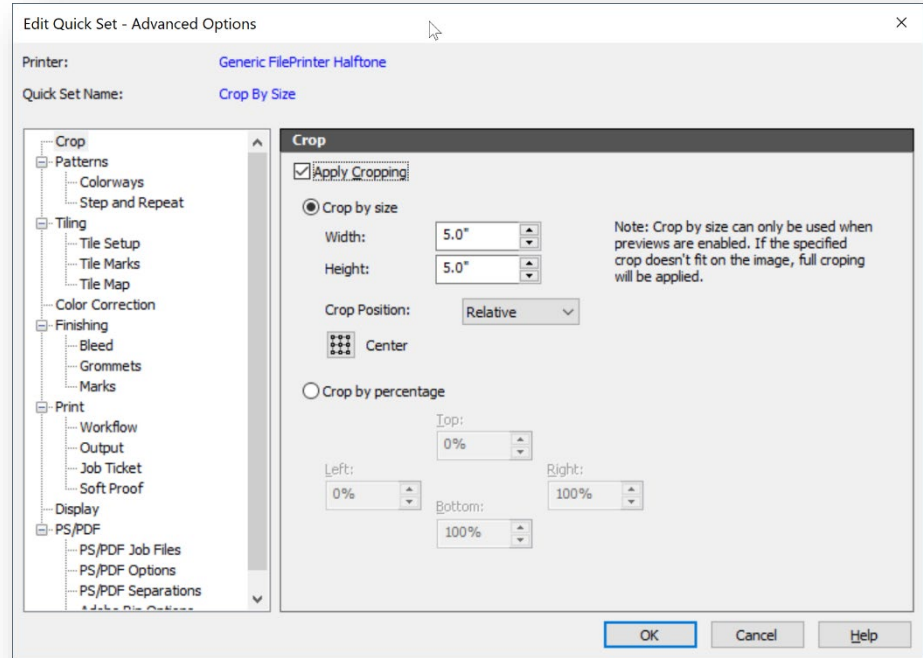 Edit Quick Set - Advanced Options
Printer: Generic FilePrinter Halftone
Quick Set Name: Crop By Size
Crop
Patterns
Colorways
Step and Repeat
Tiling
Tile Setup
Tile Marks
Tile Map
Color Correction
Finishing
Bleed
Grommets
Marks
Print
Workflow
Output
Job Ticket
Soft Proof
Display
PS/PDF
PS/PDF Job Files
PS/PDF Options
PS/PDF Separations
Crop
Apply Cropping
Crop by size
Width: 5.0"
Height: 5.0"
Note: Crop by size can only be used when
previews are enabled. If the specified
crop doesn't fit on the image, full croping
will be applied.
Crop Position: Relative
Center
Crop by percentage
Top:
0%
Left:
0%
Right:
100%
Bottom:
100%
OK Cancel Help